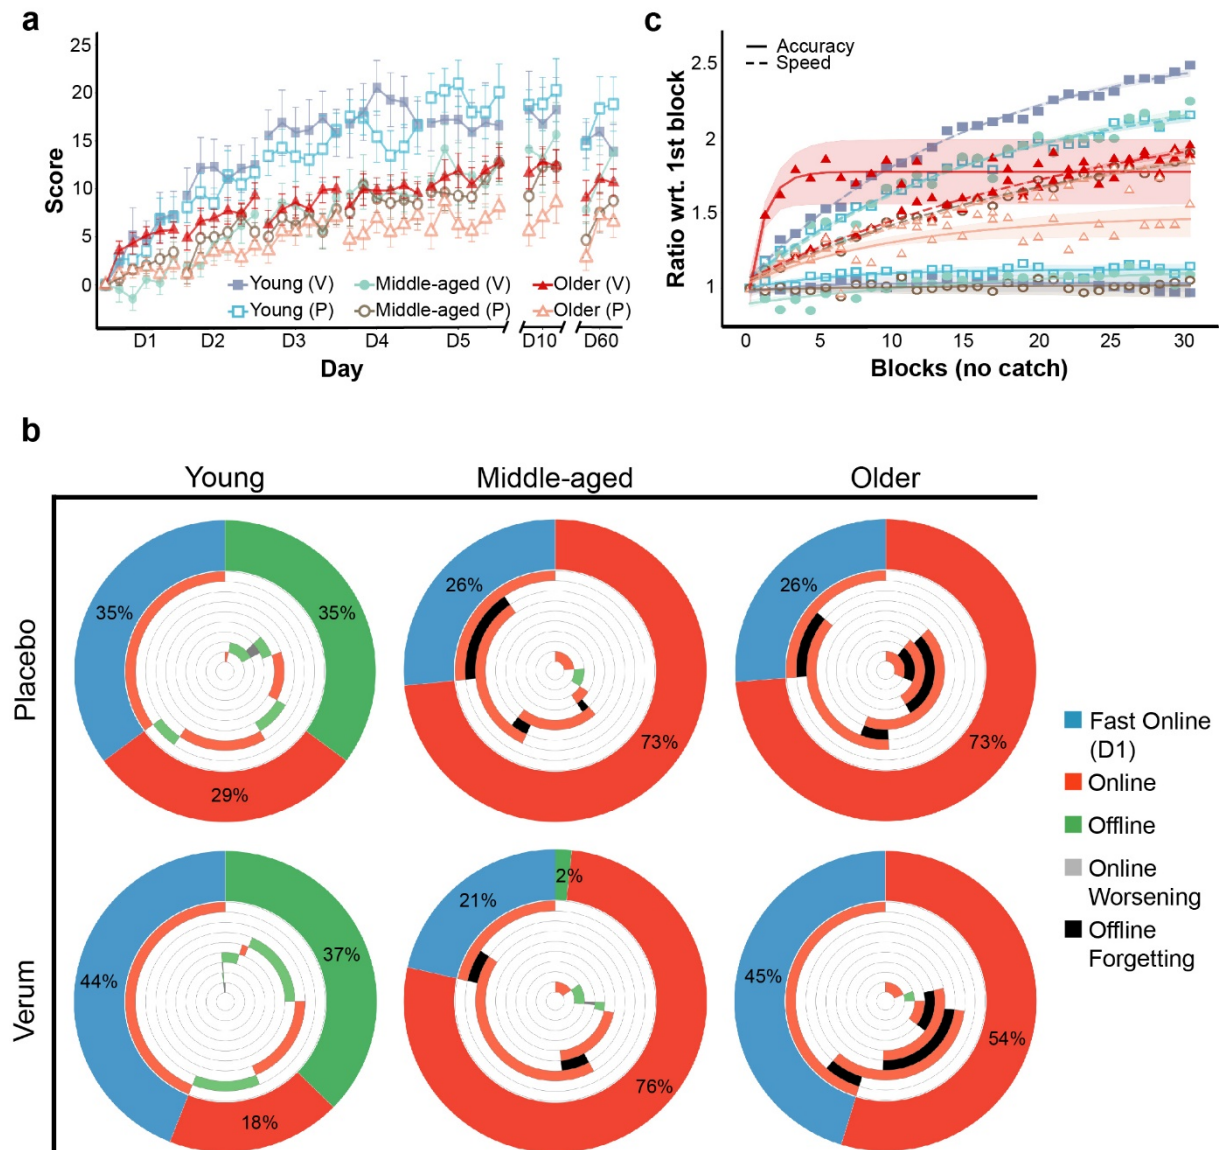 a
25
20
15
10
5
0
Score
Young (V)
Middle-aged (V)
Older (V)
Young (P)
Middle-aged (P)
Older (P)
D1 D2 D3 D4 D5 D10 D60
Day
c
Accuracy
Speed
2.5
2
1.5
1
Ratio wrt. 1st block
0 5 10 15 20 25 30
Blocks (no catch)
b
Young Middle-aged Older
Placebo
35% 35% 29%
26% 73%
26% 73%
Verum
44% 37% 18%
21% 2% 76%
45% 54%
Fast Online
(D1)
Online
Offline
Online
Worsening
Offline
Forgetting